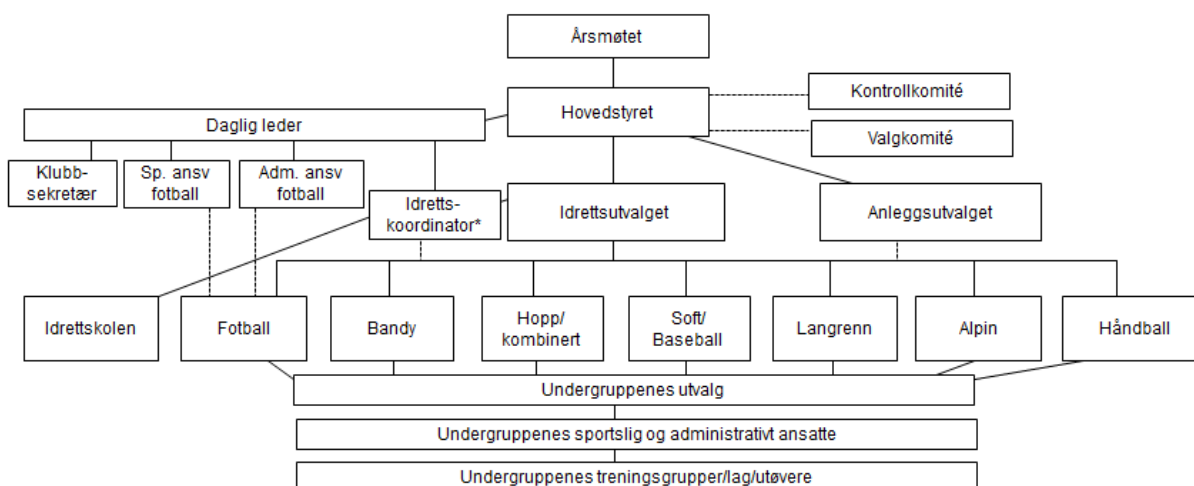 Årsmøtet
Hovedstyret
Kontrollkomité
Valgkomité
Daglig leder
Klubb-
sekretær
Sp. ansv
fotball
Adm. ansv
fotball
Idretts-
koordinator*
Idrettsutvalget
Anleggsutvalget
Idrettskolen
Fotball
Bandy
Hopp/
kombinert
Soft/
Baseball
Langrenn
Alpin
Håndball
Undergruppenes utvalg
Undergruppenes sportslig og administrativt ansatte
Undergruppenes treningsgrupper/lag/utøvere